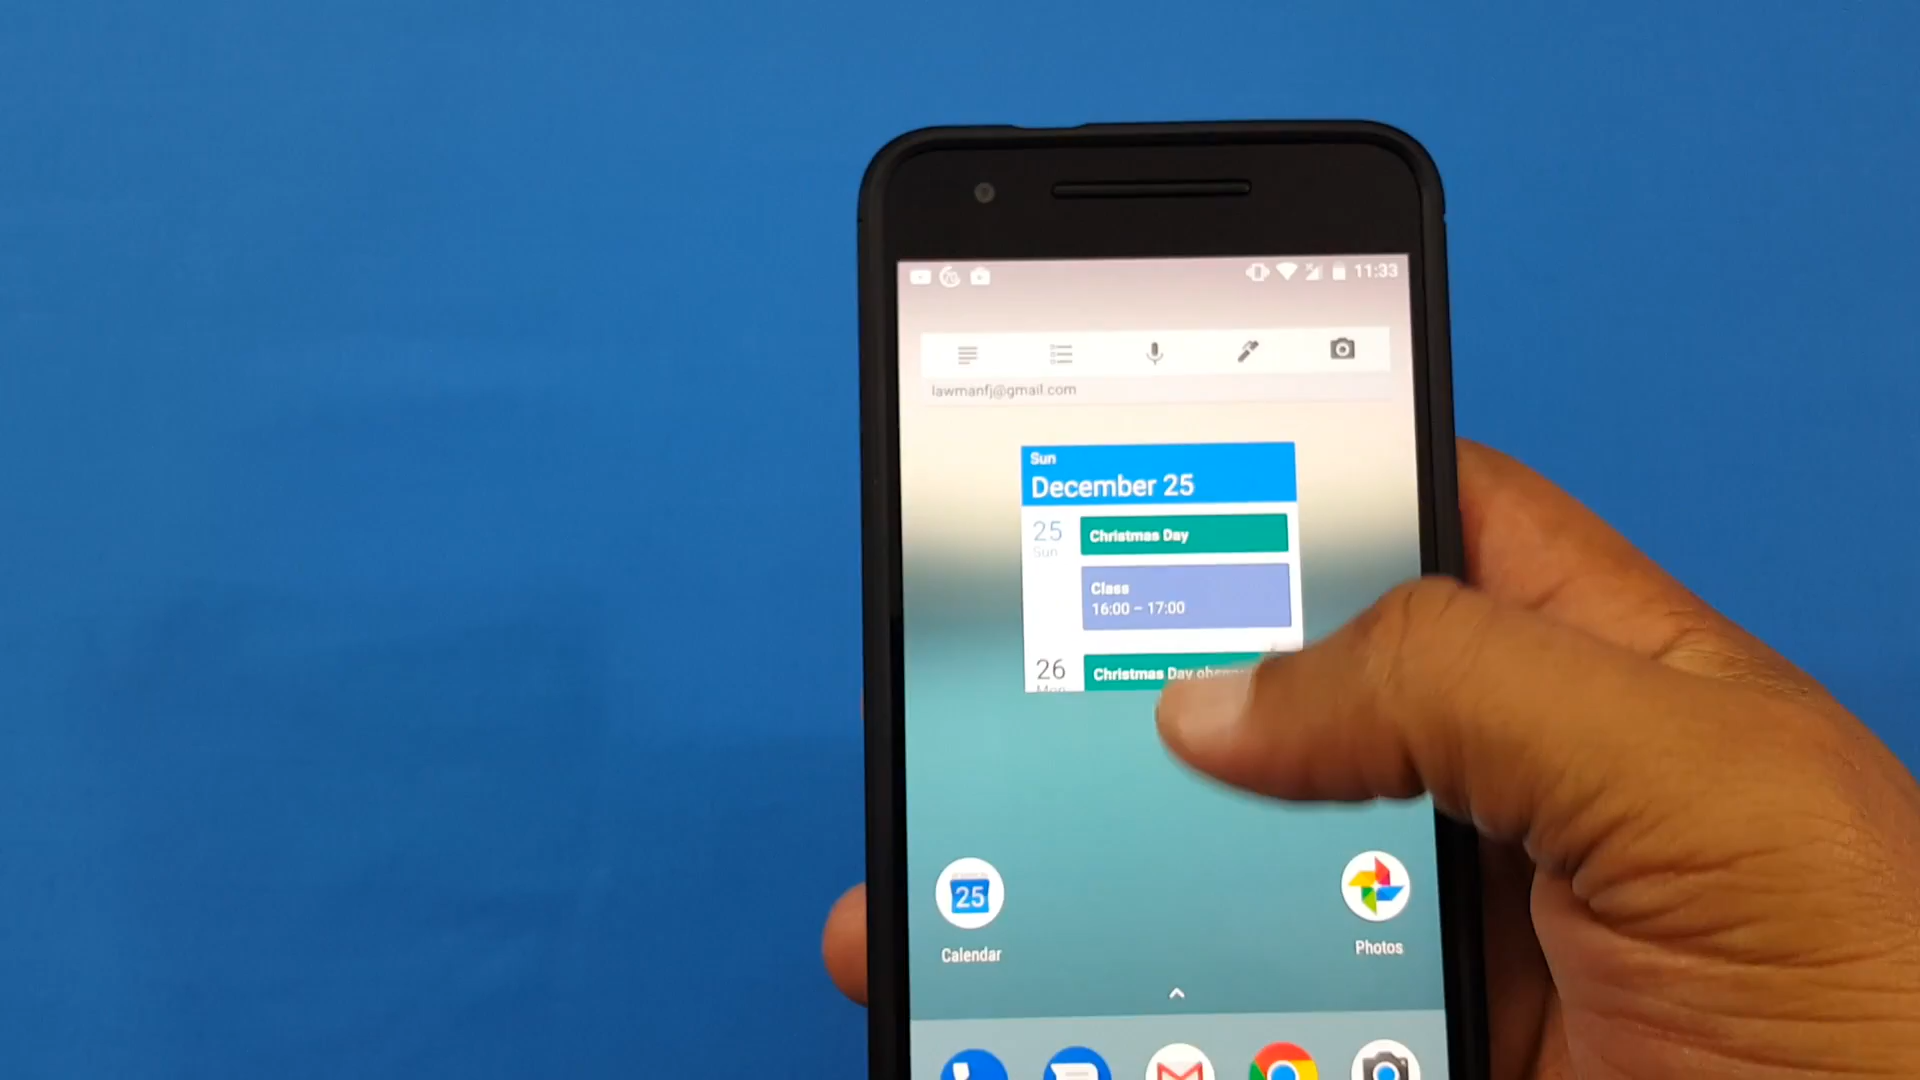 11:33
lawmanfj@gmail.com
Sun
December 25
25
Sun
Christmas Day
Class
16:00 – 17:00
26
Mon
Christmas Day
25
Calendar
Photos